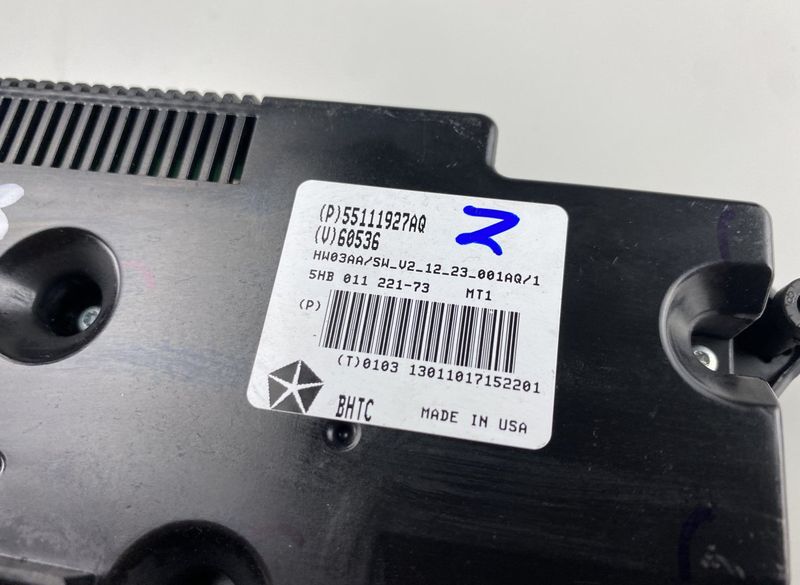 (P)55111927AQ
(V)60536
HW03AA/SW_V2_12_23_001AQ/1
5HB 011 221-73 MT1
(P)
(T)0103 13011017152201
BHTC MADE IN USA